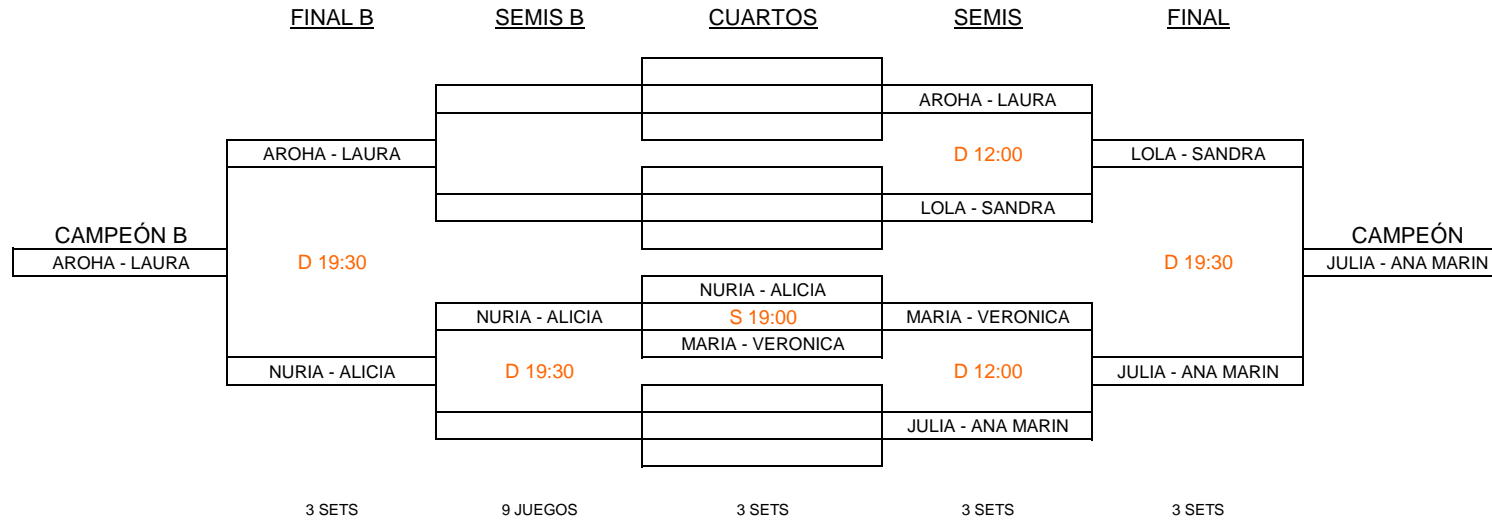 FINAL B SEMIS B CUARTOS SEMIS FINAL
AROHA - LAURA
AROHA - LAURA D 12:00 LOLA - SANDRA
LOLA - SANDRA
CAMPEÓN B CAMPEÓN
AROHA - LAURA D 19:30 D 19:30 JULIA - ANA MARIN
NURIA - ALICIA
NURIA - ALICIA S 19:00 MARIA - VERONICA
MARIA - VERONICA
NURIA - ALICIA D 19:30 D 12:00 JULIA - ANA MARIN
JULIA - ANA MARIN
3 SETS 9 JUEGOS 3 SETS 3 SETS 3 SETS